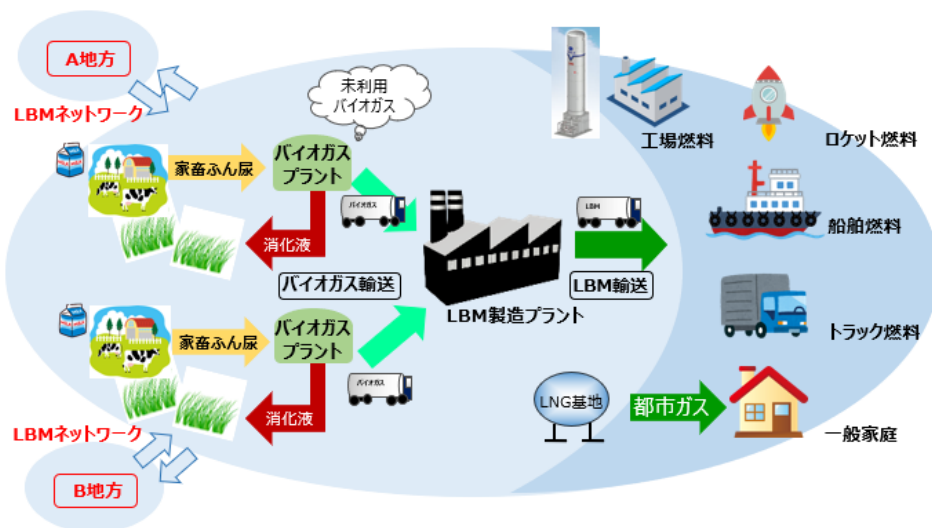 A地方
LBMネットワーク
未利用
バイオガス
家畜ふん尿
バイオガス
プラント
バイオガス
消化液
バイオガス輸送
LBM製造プラント
LBM
LBM輸送
工場燃料
ロケット燃料
船舶燃料
トラック燃料
家畜ふん尿
バイオガス
プラント
バイオガス
消化液
LBMネットワーク
B地方
LNG基地
都市ガス
一般家庭